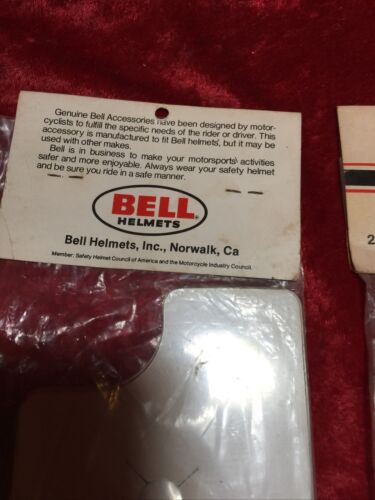 Genuine Bell Accessories have been designed by motor-
cyclists to fulfill the specific needs of the rider or driver. This
accessory is manufactured to fit Bell helmets, but it may be
used with other makes.
Bell is in business to make your motorsports activities
safer and more enjoyable. Always wear your safety helmet
and be sure you ride in a safe manner.
BELL
HELMETS
Bell Helmets, Inc., Norwalk, Ca
Member: Safety Helmet Council of America and the Motorcycle Industry Council.
2